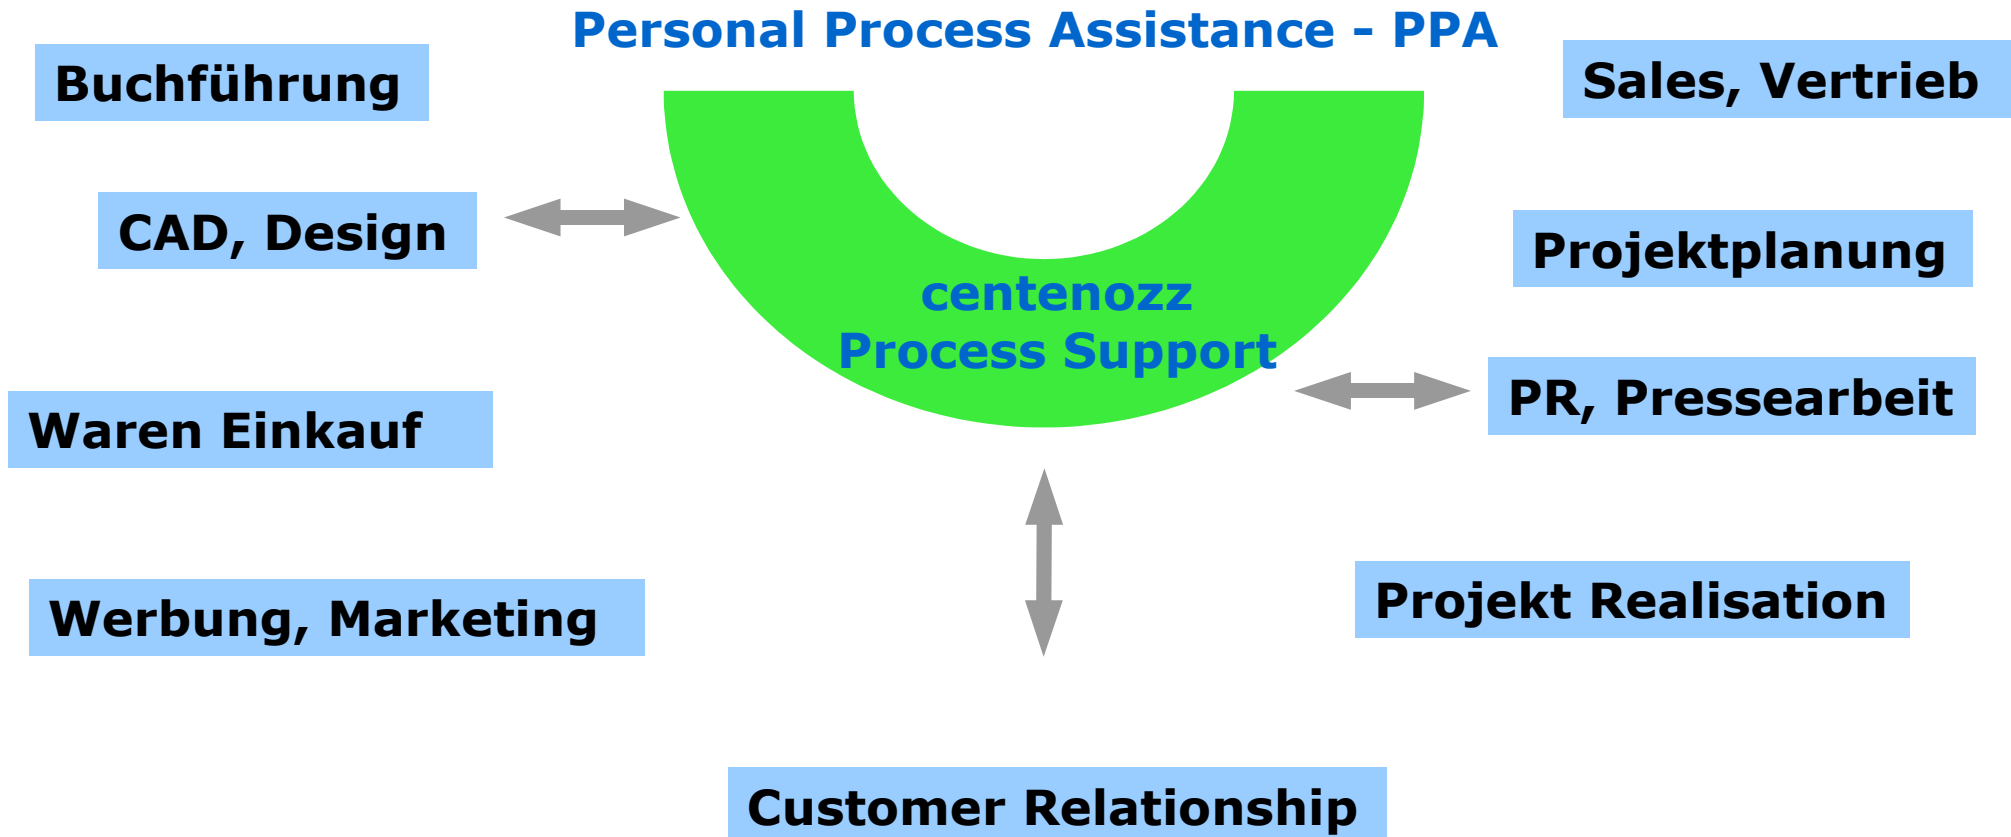 Personal Process Assistance - PPA
Buchführung
Sales, Vertrieb
CAD, Design
Projektplanung
centenozz
Process Support
PR, Pressearbeit
Waren Einkauf
Projekt Realisation
Werbung, Marketing
Customer Relationship